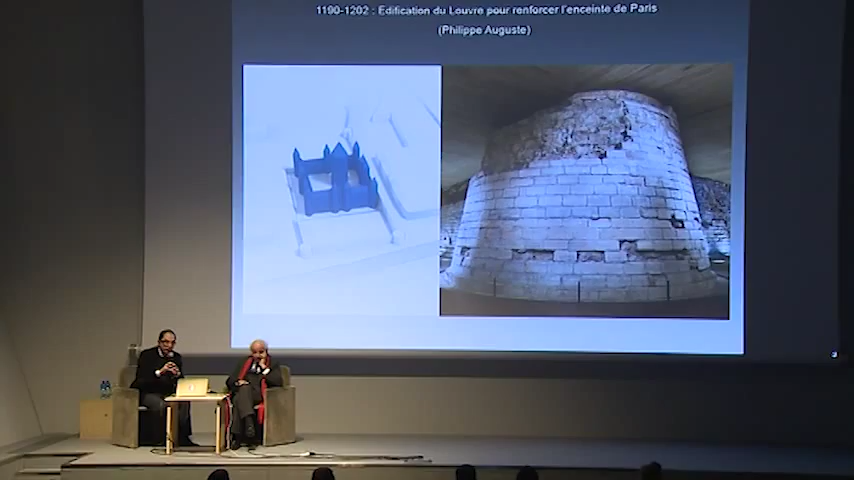 1190-1202 : Edification du Louvre pour renforcer l'enceinte de Paris
(Philippe Auguste)